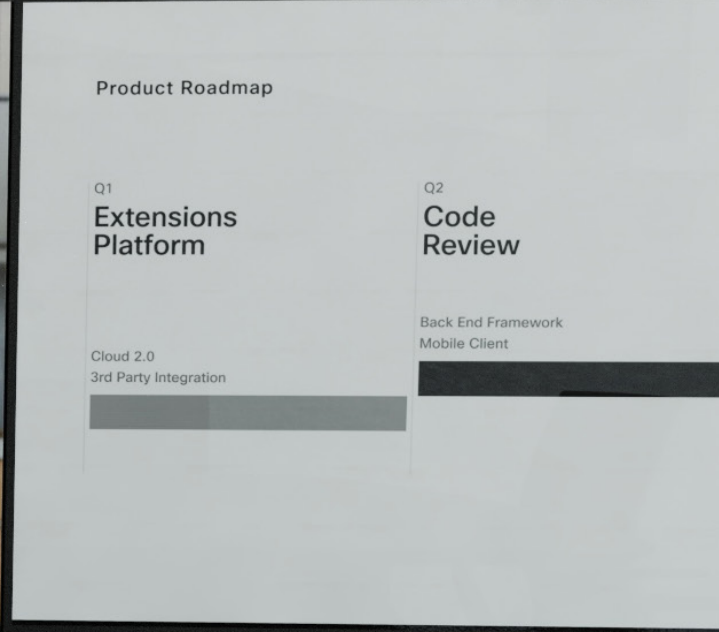 Product Roadmap
Q1
Extensions
Platform
Cloud 2.0
3rd Party Integration
Q2
Code
Review
Back End Framework
Mobile Client